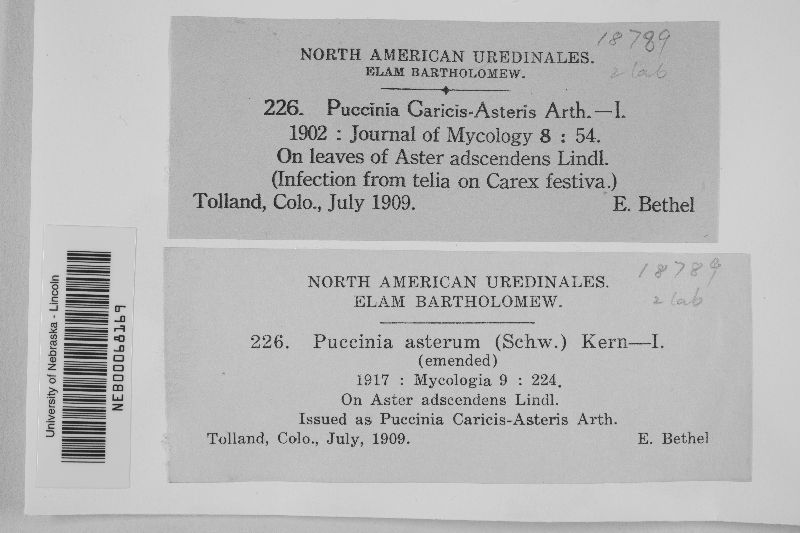 18789
2 lab
NORTH AMERICAN UREDINALES.
ELAM BARTHOLOMEW.
226. Puccinia Caricis-Asteris Arth.—I.
1902 : Journal of Mycology 8 : 54.
On leaves of Aster adscendens Lindl.
(Infection from telia on Carex festiva.)
Tolland, Colo., July 1909. E. Bethel
18789
2 lab
NORTH AMERICAN UREDINALES.
ELAM BARTHOLOMEW.
226. Puccinia asterum (Schw.) Kern—I.
(emended)
1917 : Mycologia 9 : 224.
On Aster adscendens Lindl.
Issued as Puccinia Caricis-Asteris Arth.
Tolland, Colo., July, 1909. E. Bethel
University of Nebraska - Lincoln
NEB00068169